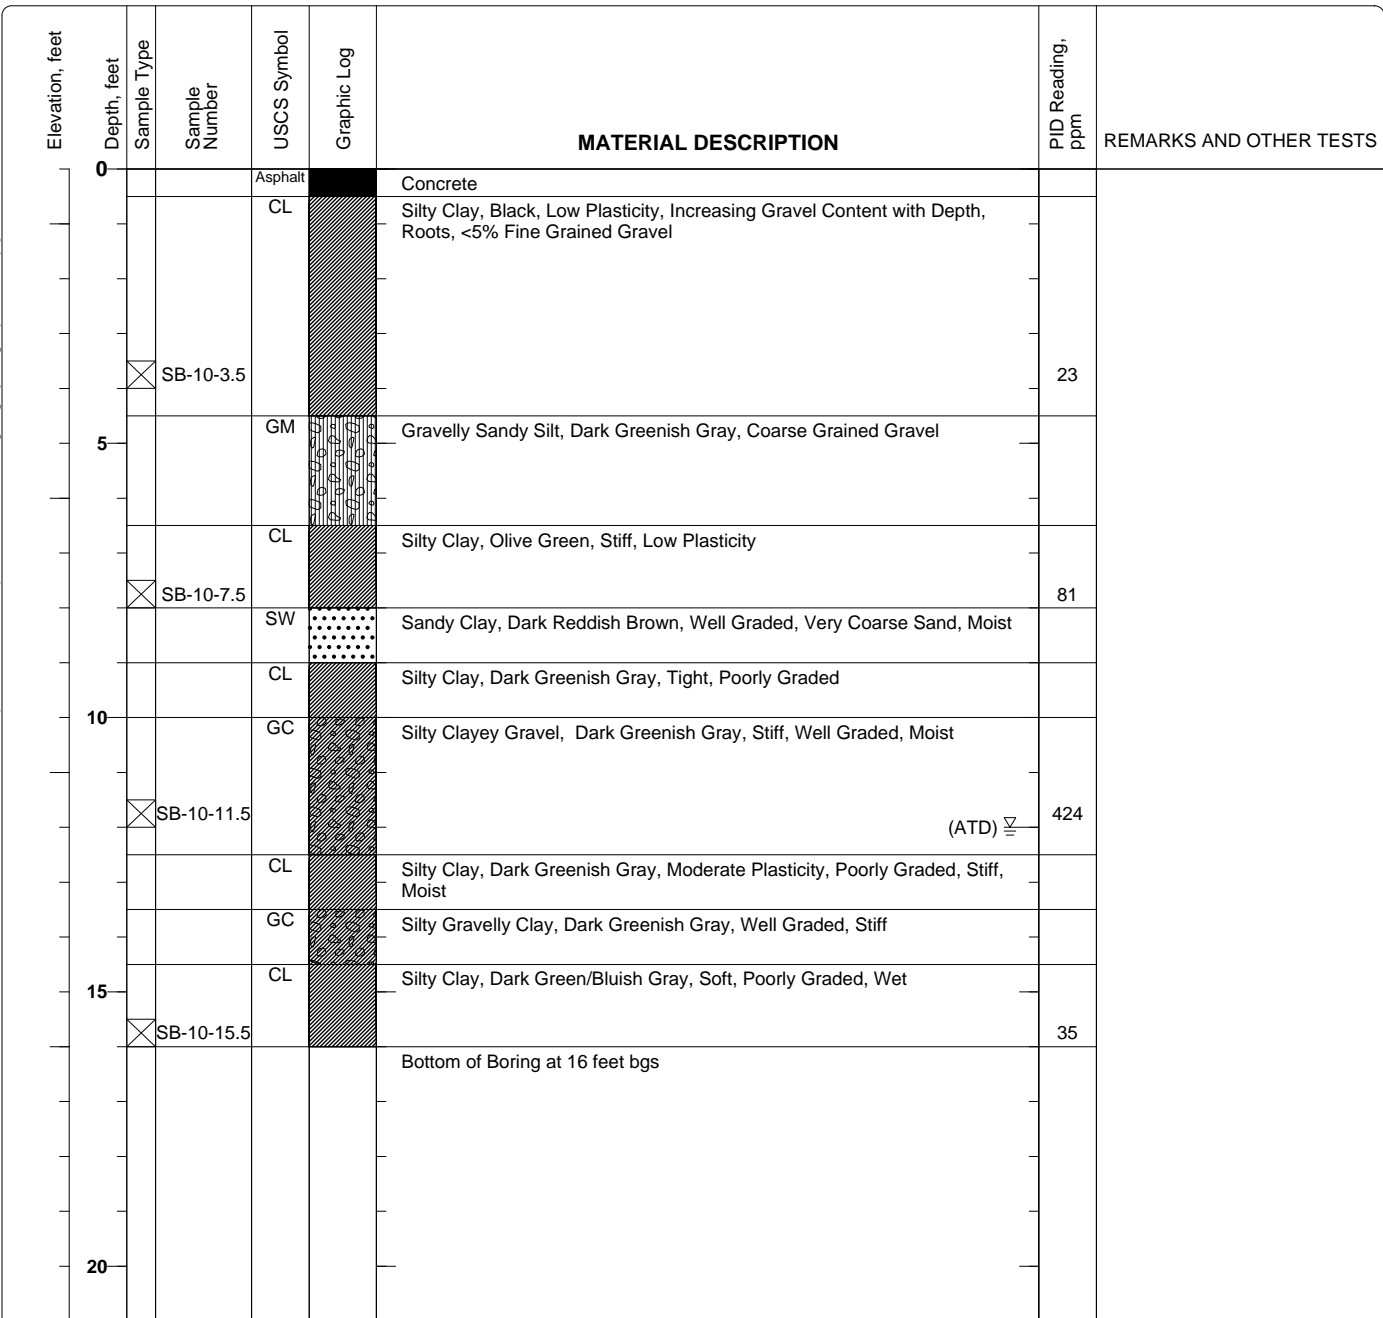 Elevation, feet
Depth, feet
Sample Type
Sample
Number
USCS Symbol
Graphic Log
MATERIAL DESCRIPTION
PID Reading,
ppm
REMARKS AND OTHER TESTS
0
Asphalt
Concrete
CL
Silty Clay, Black, Low Plasticity, Increasing Gravel Content with Depth,
Roots, <5% Fine Grained Gravel
SB-10-3.5
23
GM
Gravelly Sandy Silt, Dark Greenish Gray, Coarse Grained Gravel
5
CL
Silty Clay, Olive Green, Stiff, Low Plasticity
SB-10-7.5
81
SW
Sandy Clay, Dark Reddish Brown, Well Graded, Very Coarse Sand, Moist
CL
Silty Clay, Dark Greenish Gray, Tight, Poorly Graded
10
GC
Silty Clayey Gravel, Dark Greenish Gray, Stiff, Well Graded, Moist
SB-10-11.5
424
(ATD)
CL
Silty Clay, Dark Greenish Gray, Moderate Plasticity, Poorly Graded, Stiff,
Moist
GC
Silty Gravelly Clay, Dark Greenish Gray, Well Graded, Stiff
CL
Silty Clay, Dark Green/Bluish Gray, Soft, Poorly Graded, Wet
15
SB-10-15.5
35
Bottom of Boring at 16 feet bgs
20